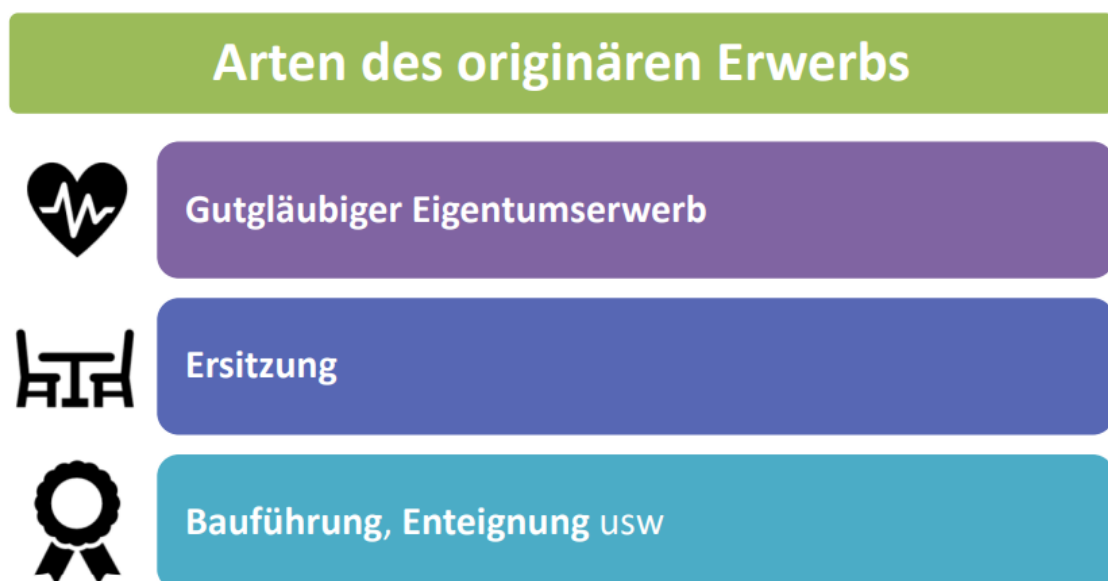 Arten des originären Erwerbs
Gutgläubiger Eigentumserwerb
Ersitzung
Bauführung, Enteignung usw